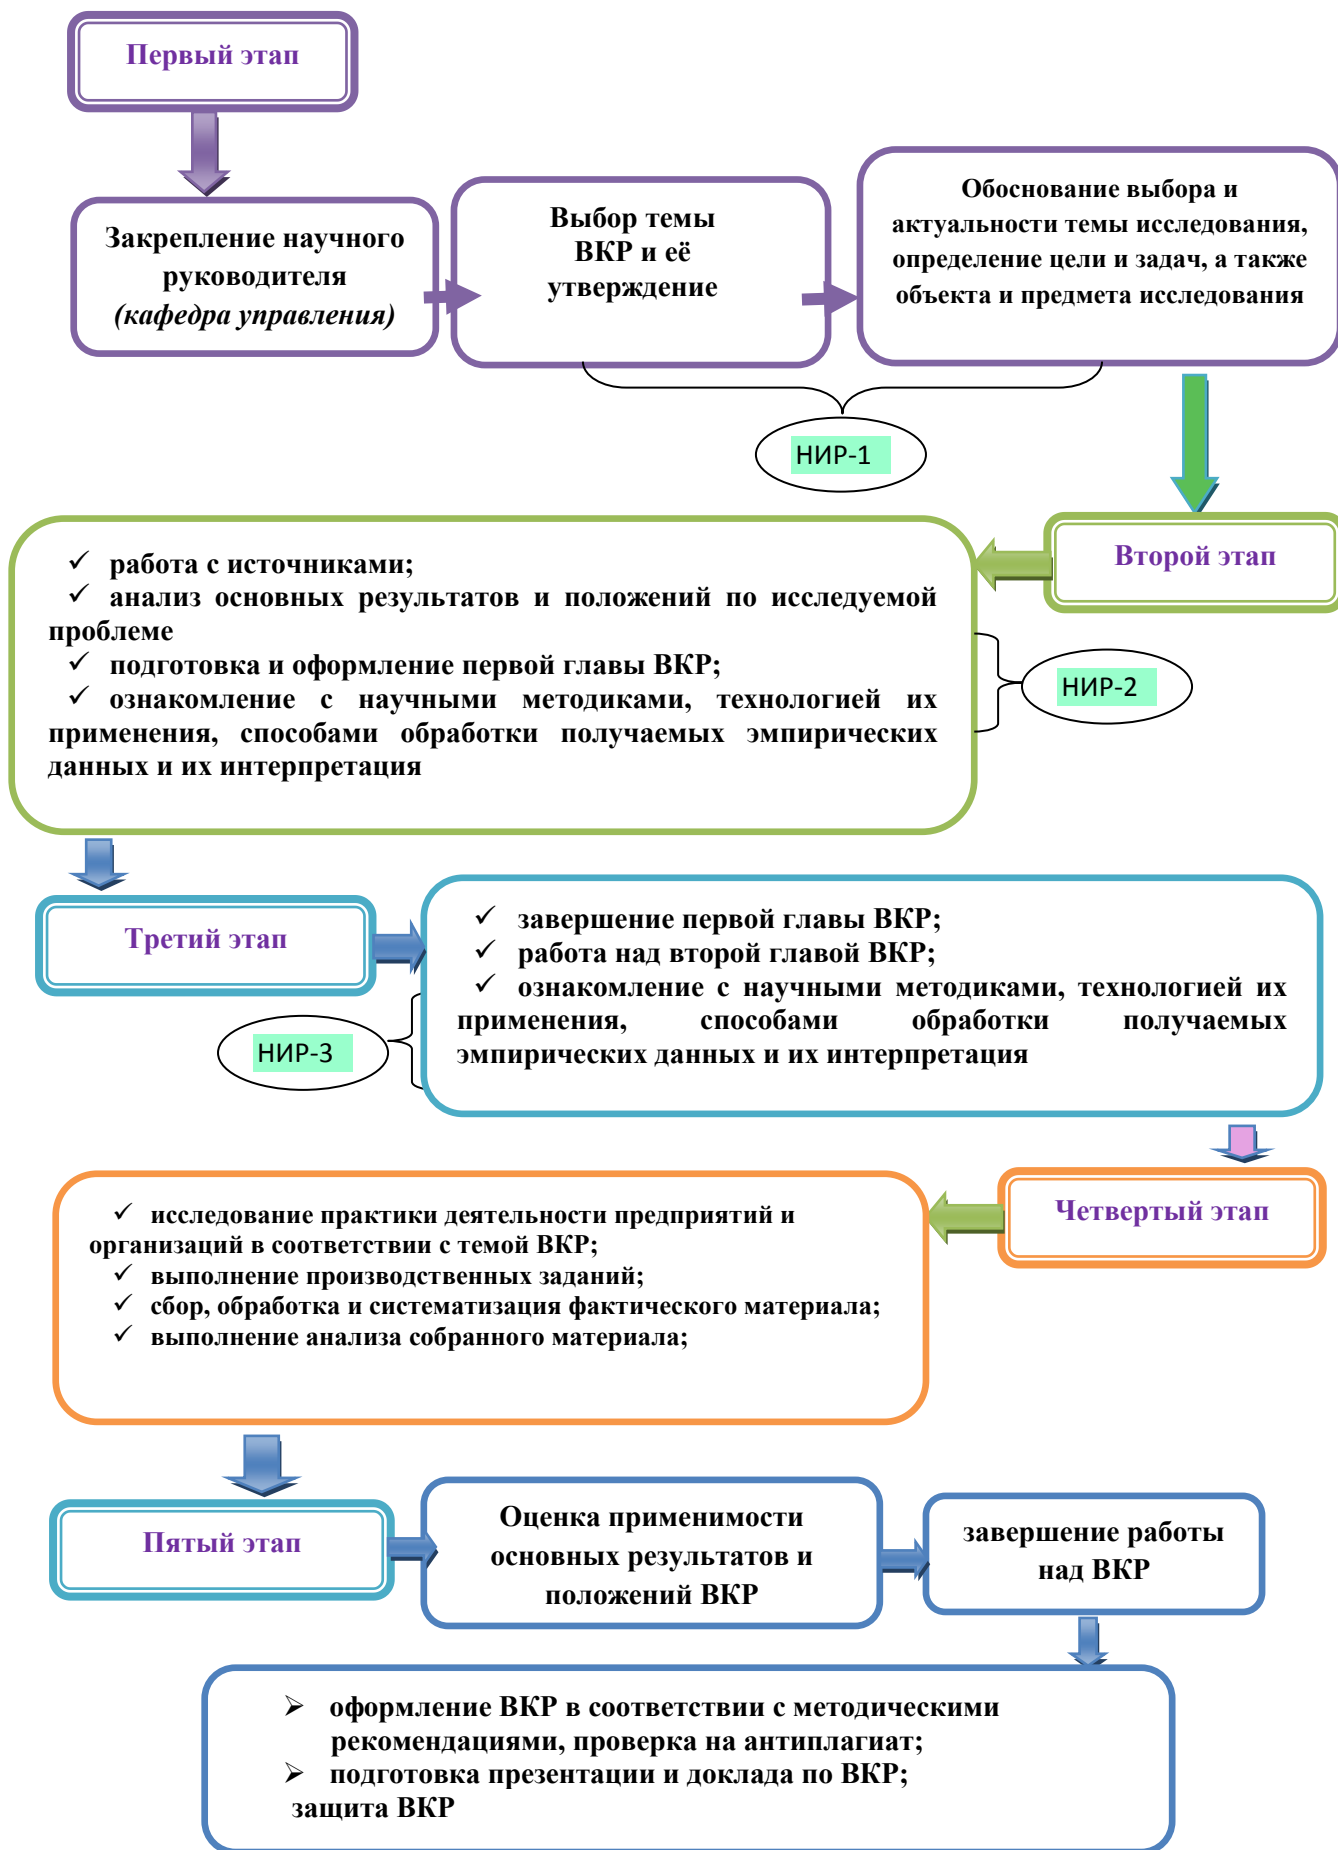 Первый этап
Закрепление научного
руководителя
(кафедра управления)
Выбор темы
ВКР и её
утверждение
Обоснование выбора и
актуальности темы исследования,
определение цели и задач, а также
объекта и предмета исследования
НИР-1
Второй этап
✓ работа с источниками;
✓ анализ основных результатов и положений по исследуемой
проблеме
✓ подготовка и оформление первой главы ВКР;
✓ ознакомление с научными методиками, технологией их
применения, способами обработки получаемых эмпирических
данных и их интерпретация
НИР-2
Третий этап
✓ завершение первой главы ВКР;
✓ работа над второй главой ВКР;
✓ ознакомление с научными методиками, технологией их
применения, способами обработки получаемых
эмпирических данных и их интерпретация
НИР-3
Четвертый этап
✓ исследование практики деятельности предприятий и
организаций в соответствии с темой ВКР;
✓ выполнение производственных заданий;
✓ сбор, обработка и систематизация фактического материала;
✓ выполнение анализа собранного материала;
Пятый этап
Оценка применимости
основных результатов и
положений ВКР
завершение работы
над ВКР
➢ оформление ВКР в соответствии с методическими
рекомендациями, проверка на антиплагиат;
➢ подготовка презентации и доклада по ВКР;
защита ВКР